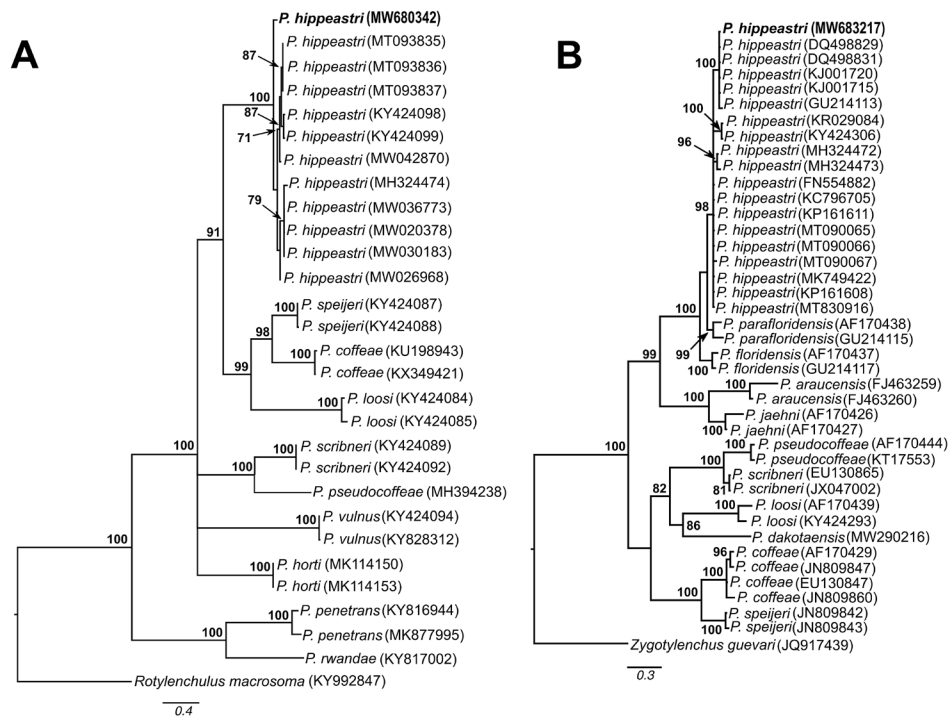 A
P. hippeastri (MW680342)
P. hippeastri (MT093835)
87
P. hippeastri (MT093836)
P. hippeastri (MT093837)
100
P. hippeastri (KY424098)
87
P. hippeastri (KY424099)
71
P. hippeastri (MW042870)
P. hippeastri (MH324474)
79
P. hippeastri (MW036773)
P. hippeastri (MW020378)
91
P. hippeastri (MW030183)
P. hippeastri (MW026968)
100 P. speijeri (KY424087)
P. speijeri (KY424088)
98
100 P. coffeae (KU198943)
P. coffeae (KX349421)
99
100 P. loosi (KY424084)
P. loosi (KY424085)
100
100 P. scribneri (KY424089)
P. scribneri (KY424092)
100
P. pseudocoffeae (MH394238)
100 P. vulnus (KY424094)
P. vulnus (KY828312)
100
100 P. horti (MK114150)
P. horti (MK114153)
100 P. penetrans (KY816944)
P. penetrans (MK877995)
100
P. rwandae (KY817002)
Rotylenchulus macrosoma (KY992847)
0.4
B
P. hippeastri (MW683217)
P. hippeastri (DQ498829)
P. hippeastri (DQ498831)
100
P. hippeastri (KJ001720)
P. hippeastri (KJ001715)
P. hippeastri (GU214113)
100
P. hippeastri (KR029084)
P. hippeastri (KY424306)
96
P. hippeastri (MH324472)
P. hippeastri (MH324473)
P. hippeastri (FN554882)
P. hippeastri (KC796705)
98
P. hippeastri (KP161611)
P. hippeastri (MT090065)
P. hippeastri (MT090066)
P. hippeastri (MT090067)
P. hippeastri (MK749422)
P. hippeastri (KP161608)
P. hippeastri (MT830916)
100
P. parafloridensis (AF170438)
P. parafloridensis (GU214115)
99
99
P. floridensis (AF170437)
100 P. floridensis (GU214117)
100 P. araucensis (FJ463259)
P. araucensis (FJ463260)
100
P. jaehni (AF170426)
100 P. jaehni (AF170427)
100
100 P. pseudocoffeae (AF170444)
P. pseudocoffeae (KT17553)
100
P. scribneri (EU130865)
81 P. scribneri (JX047002)
82
100 P. loosi (AF170439)
P. loosi (KY424293)
86
P. dakotaensis (MW290216)
96 P. coffeae (AF170429)
P. coffeae (JN809847)
P. coffeae (EU130847)
100
P. coffeae (JN809860)
P. speijeri (JN809842)
100 P. speijeri (JN809843)
Zygotylenchus guevari (JQ917439)
0.3